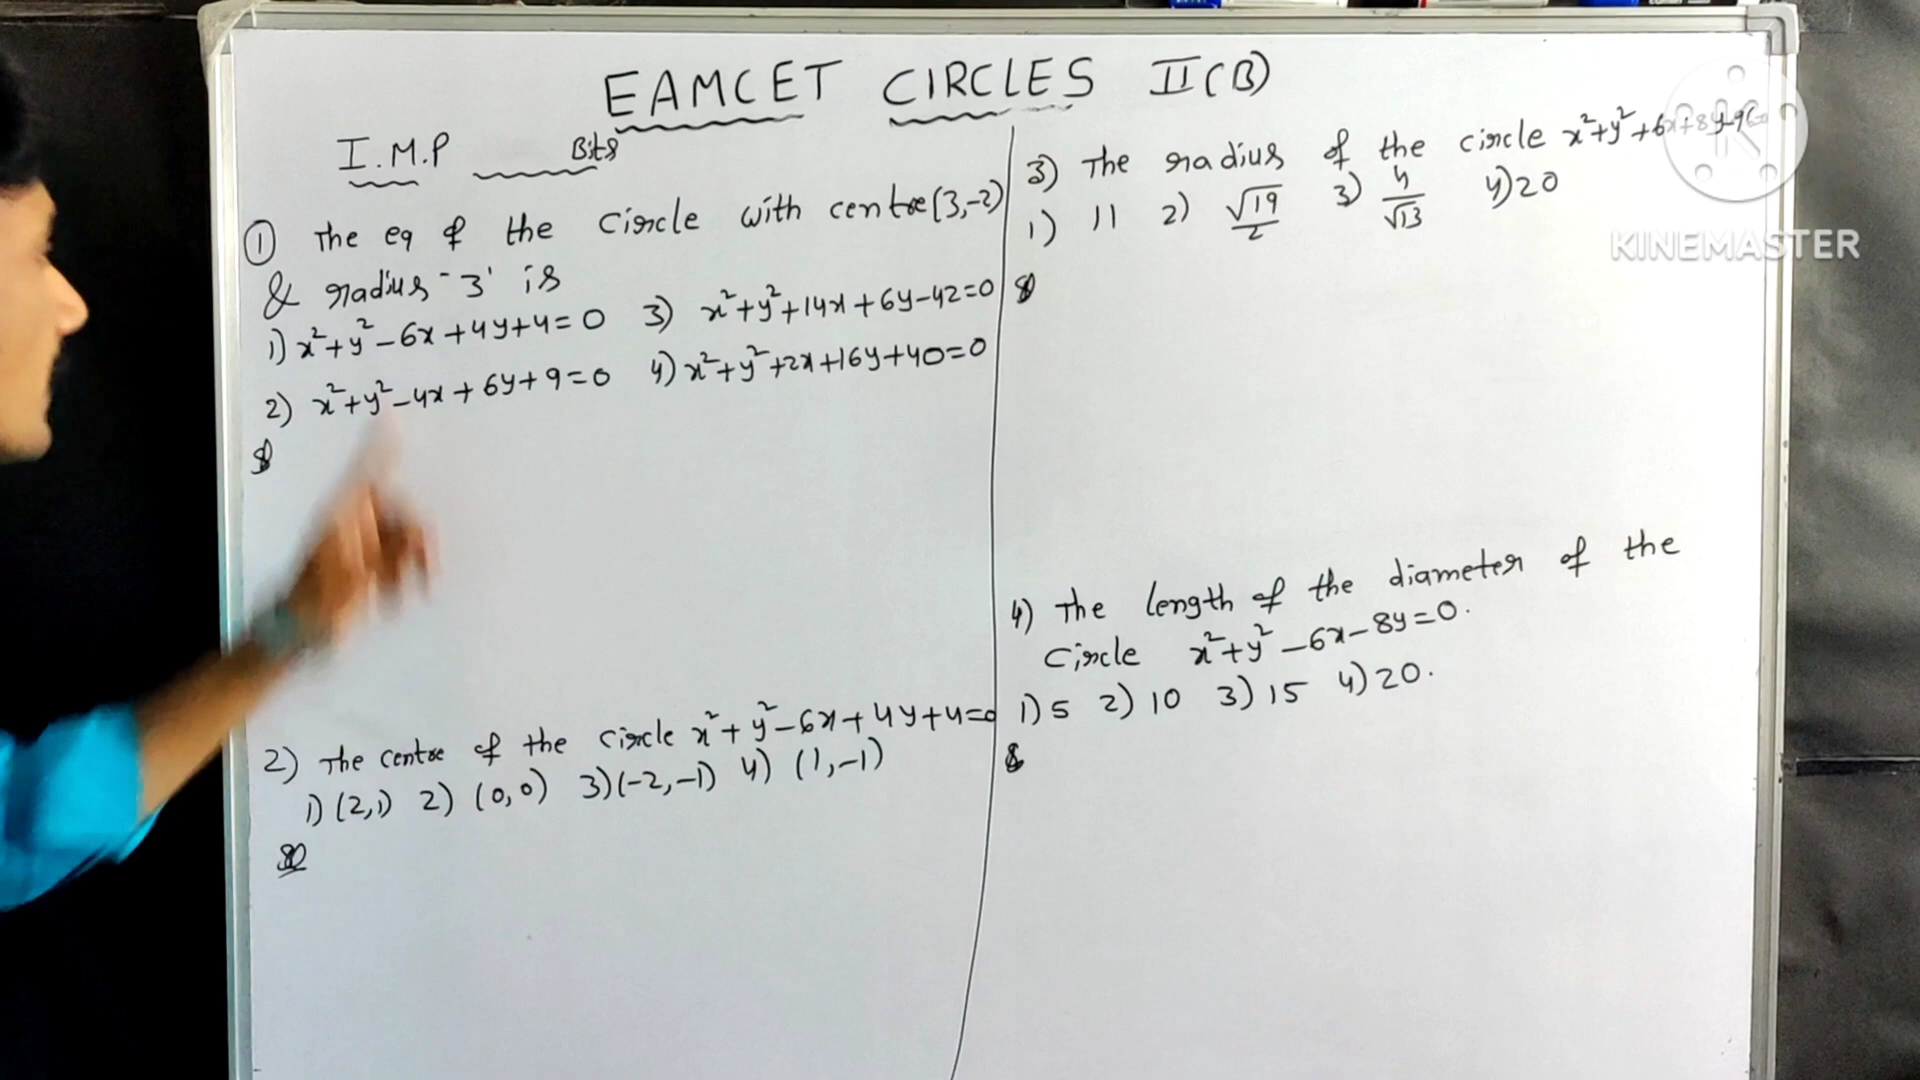 EAMCET CIRCLES II(B)
I.M.P Bits
① The eq of the Circle with centre (3,-2)
& radius '3' is
1) x²+y²-6x+4y+4=0 3) x²+y²+14x+6y-42=0
2) x²+y²-4x+6y+9=0 4) x²+y²+2x+16y+40=0
2) The centre of the circle x²+y²-6x+4y+4=0
1) (2,1) 2) (0,0) 3) (-2,-1) 4) (1,-1)
3) The radius of the circle x²+y²+6x+8y
1) 11 2) √19/2 3) 4/√13 4) 20
4) The length of the diameter of the
Circle x²+y²-6x-8y=0.
1) 5 2) 10 3) 15 4) 20.
KINEMASTER